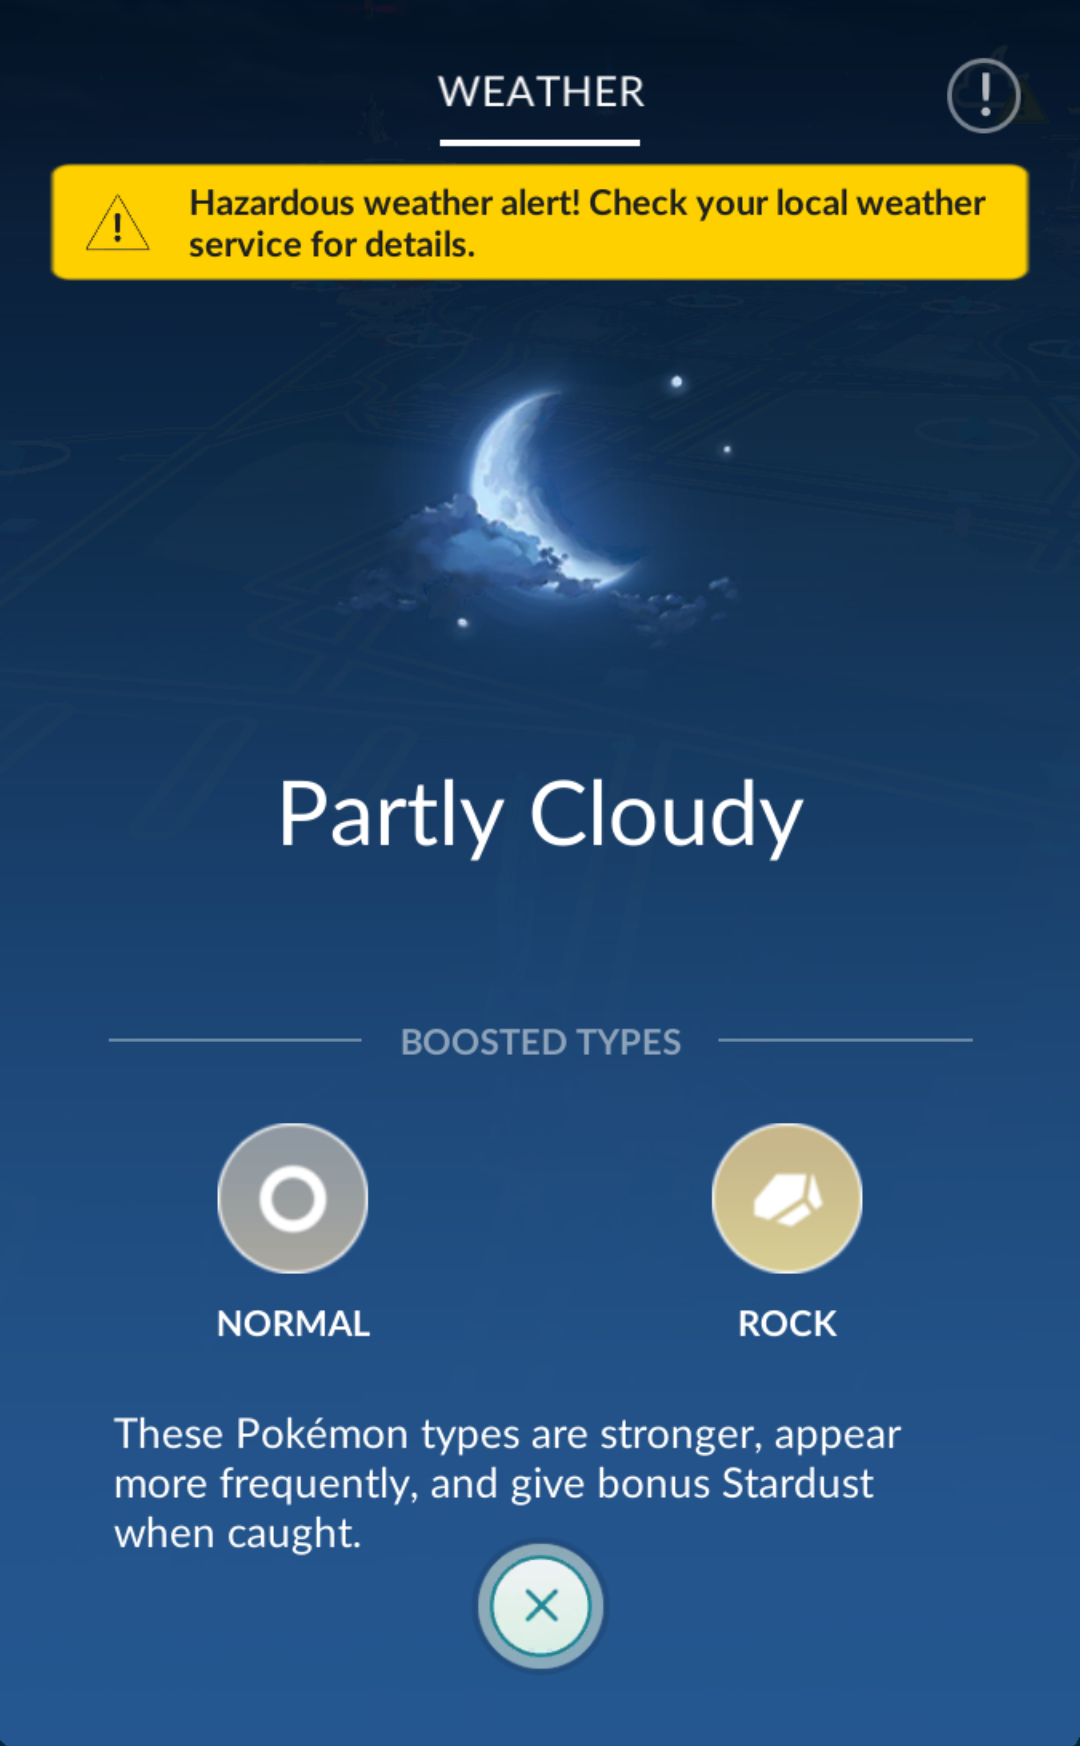 WEATHER
Hazardous weather alert! Check your local weather
service for details.
Partly Cloudy
BOOSTED TYPES
NORMAL
ROCK
These Pokémon types are stronger, appear
more frequently, and give bonus Stardust
when caught.